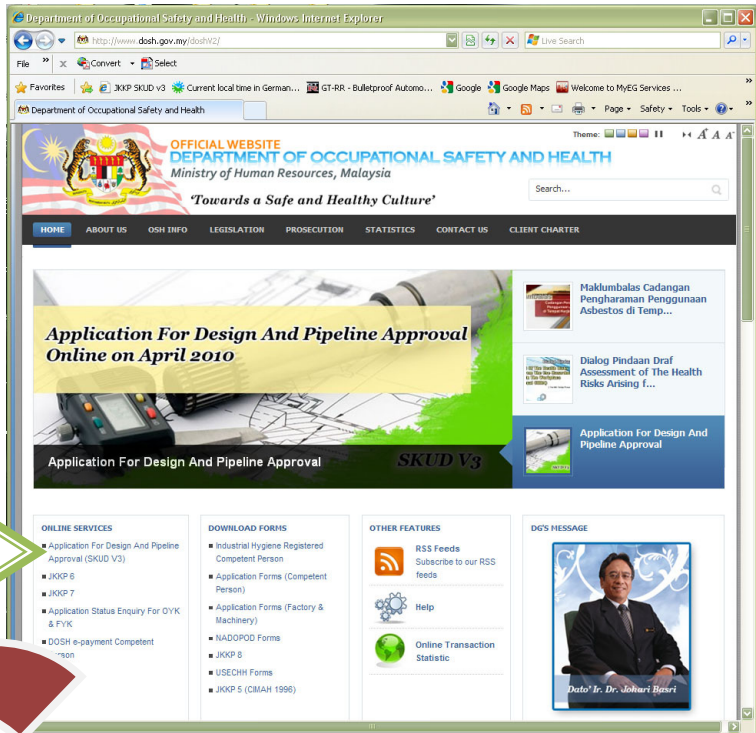 Department of Occupational Safety and Health - Windows Internet Explorer
http://www.dosh.gov.my/doshV2/
Live Search
File » x Convert Select
Favorites JKKP SKUD v3 Current local time in German... GT-RR - Bulletproof Automo... Google Google Maps Welcome to MyEG Services ... »
Department of Occupational Safety and Health
Page Safety Tools »
Theme: A A A
OFFICIAL WEBSITE
DEPARTMENT OF OCCUPATIONAL SAFETY AND HEALTH
Ministry of Human Resources, Malaysia
'Towards a Safe and Healthy Culture'
Search...
HOME ABOUT US OSH INFO LEGISLATION PROSECUTION STATISTICS CONTACT US CLIENT CHARTER
Application For Design And Pipeline Approval
Online on April 2010
SKUD V3
Application For Design And Pipeline Approval
Maklumbalas Cadangan
Pengharaman Penggunaan
Asbestos di Temp...
Dialog Pindaan Draf
Assessment of The Health
Risks Arising f...
Application For Design And
Pipeline Approval
ONLINE SERVICES
Application For Design And Pipeline
Approval (SKUD V3)
JKKP 6
JKKP 7
Application Status Enquiry For OYK
& FYK
DOSH e-payment Competent
DOWNLOAD FORMS
Industrial Hygiene Registered
Competent Person
Application Forms (Competent
Person)
Application Forms (Factory &
Machinery)
NADOPOD Forms
JKKP 8
USECHH Forms
JKKP 5 (CIMAH 1996)
OTHER FEATURES
RSS Feeds
Subscribe to our RSS
feeds
Help
Online Transaction
Statistic
DG'S MESSAGE
Dato' Ir. Dr. Johari Basri